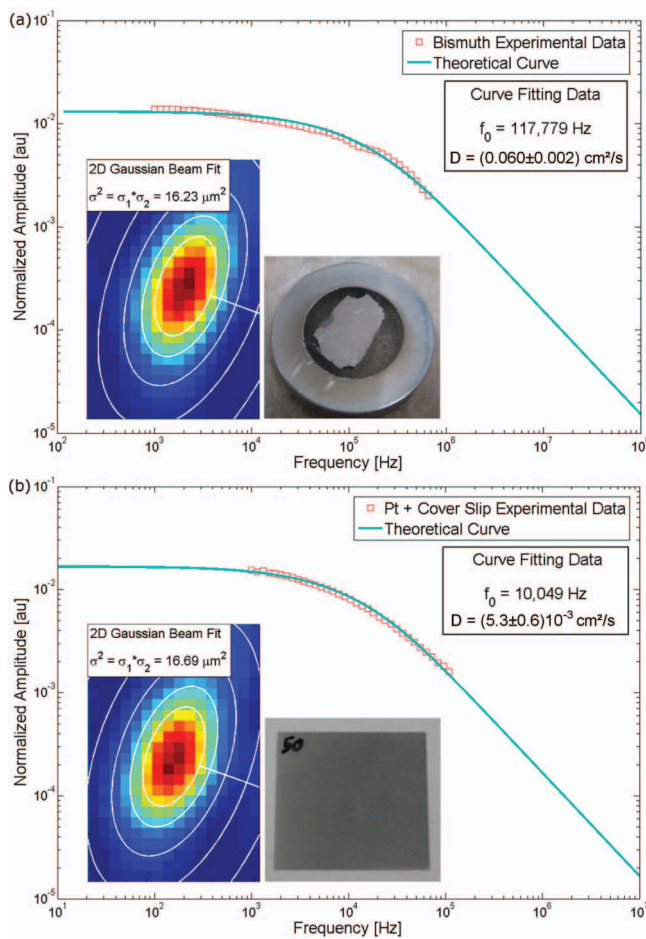 (a)
10⁻¹
Bismuth Experimental Data
Theoretical Curve
Curve Fitting Data
f₀ = 117,779 Hz
D = (0.060±0.002) cm²/s
10⁻²
2D Gaussian Beam Fit
σ² = σ₁*σ₂ = 16.23 μm²
Normalized Amplitude [au]
10⁻³
10⁻⁴
10⁻⁵
10² 10³ 10⁴ 10⁵ 10⁶ 10⁷ 10
Frequency [Hz]
(b)
10⁻¹
Pt + Cover Slip Experimental Data
Theoretical Curve
Curve Fitting Data
f₀ = 10,049 Hz
D = (5.3±0.6)10⁻³ cm²/s
10⁻²
2D Gaussian Beam Fit
σ² = σ₁*σ₂ = 16.69 μm²
Normalized Amplitude [au]
10⁻³
50
10⁻⁴
10⁻⁵
10¹ 10² 10³ 10⁴ 10⁵ 10⁶ 10
Frequency [Hz]